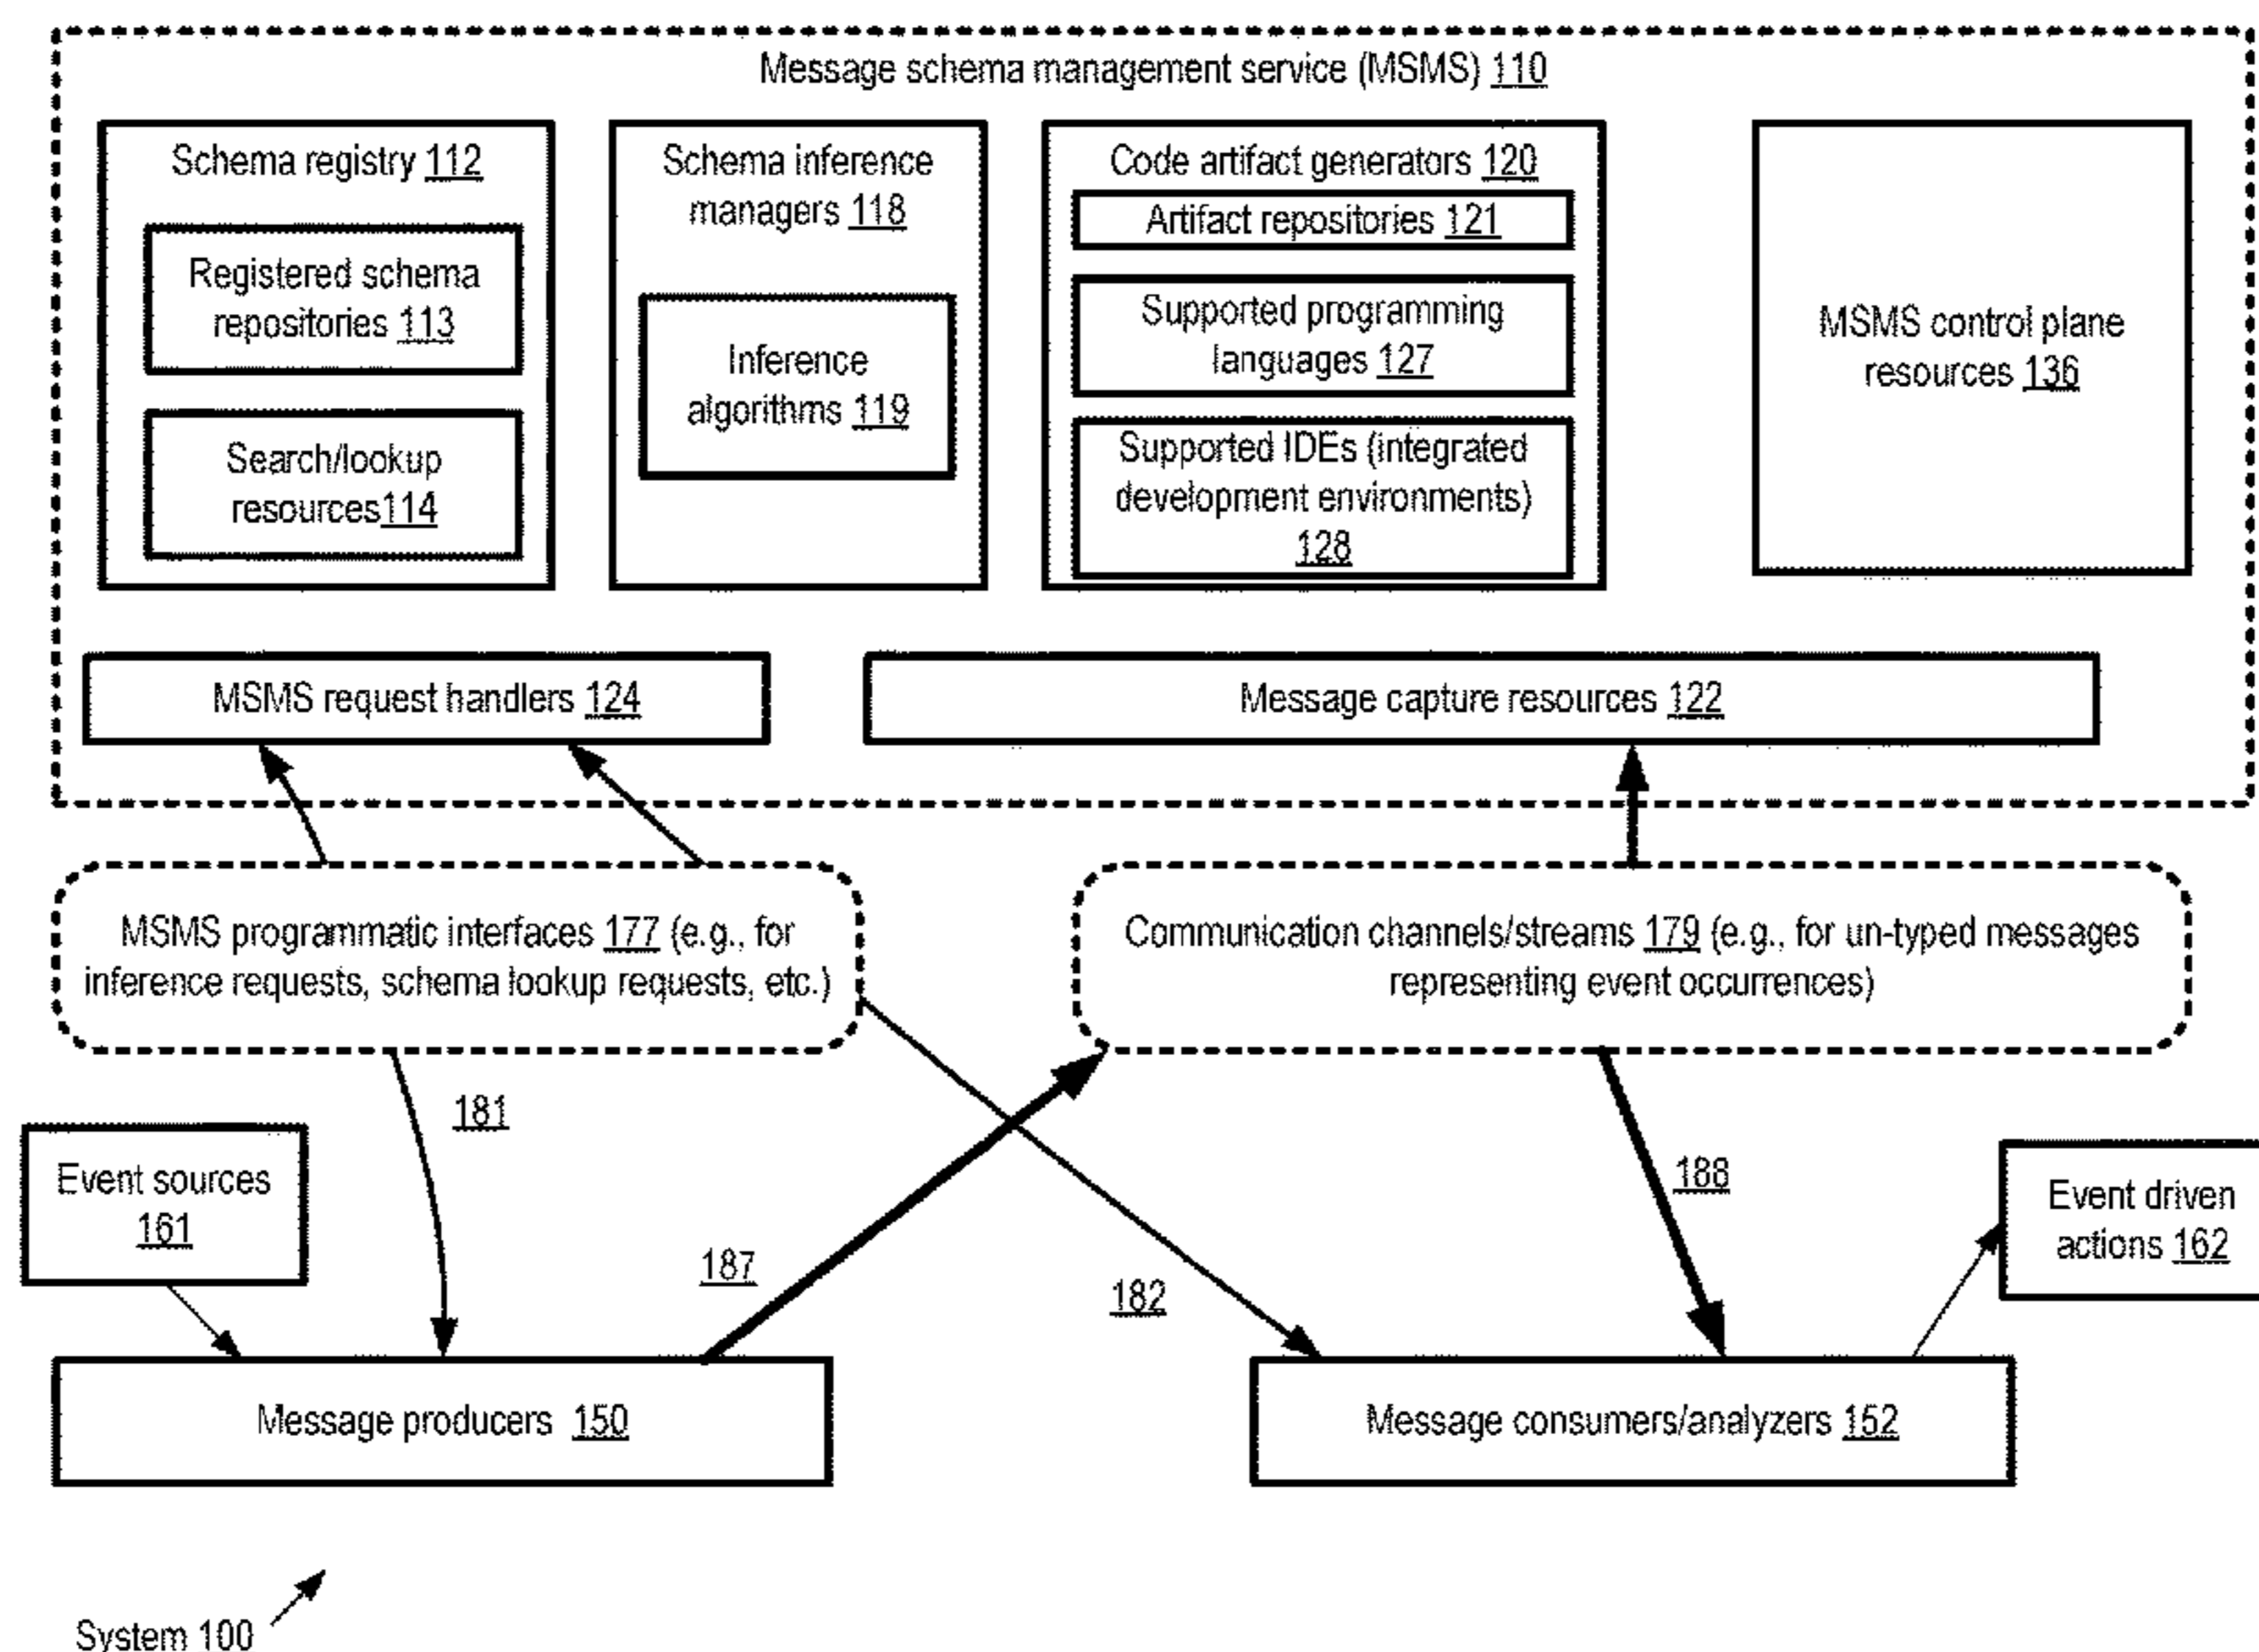 Message schema management service (MSMS) 110
Schema registry 112
Registered schema
repositories 113
Search/lookup
resources114
Schema inference
managers 118
Inference
algorithms 119
Code artifact generators 120
Artifact repositories 121
Supported programming
languages 127
Supported IDEs (integrated
development environments)
128
MSMS control plane
resources 136
MSMS request handlers 124
Message capture resources 122
MSMS programmatic interfaces 177 (e.g., for
inference requests, schema lookup requests, etc.)
Communication channels/streams 179 (e.g., for un-typed messages
representing event occurrences)
181
Event sources
161
187
182
188
Event driven
actions 162
Message producers 150
Message consumers/analyzers 152
System 100